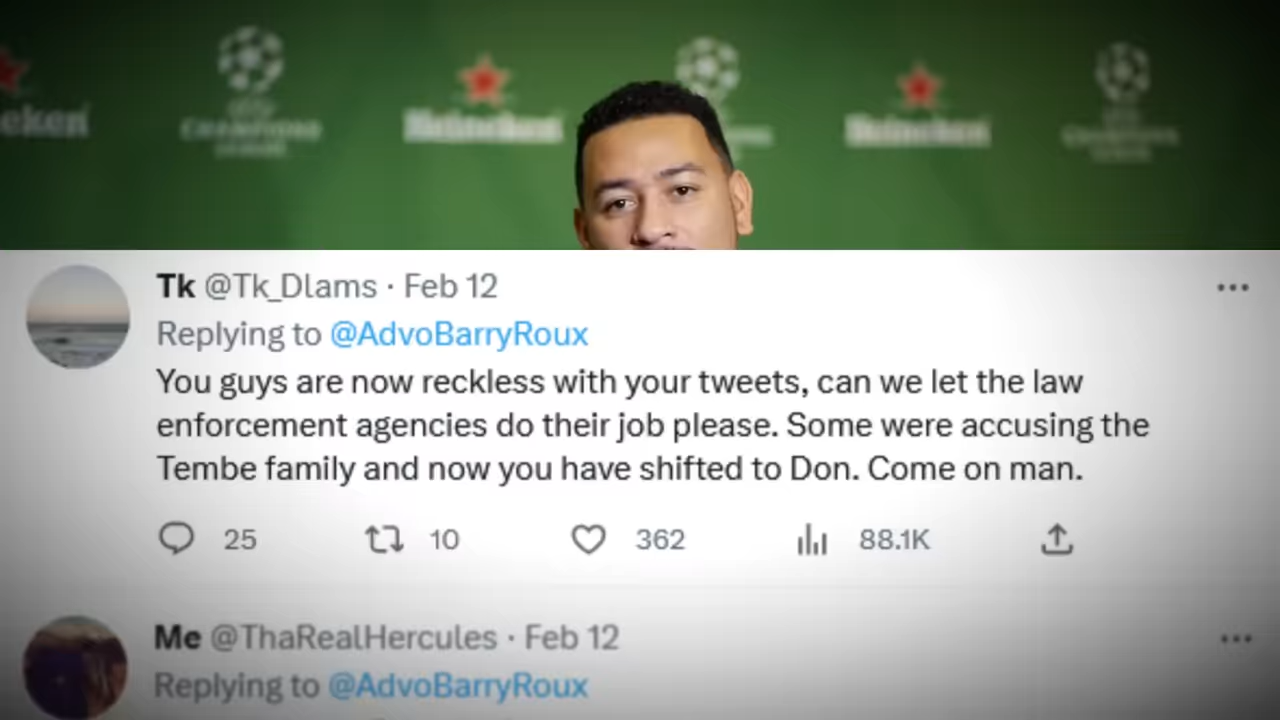 eken
CHAMPIONS
LEAGUE
Heineken
Heineken
CHAMPIONS
LEAGUE
Tk @Tk_Dlams · Feb 12
Replying to @AdvoBarryRoux
You guys are now reckless with your tweets, can we let the law
enforcement agencies do their job please. Some were accusing the
Tembe family and now you have shifted to Don. Come on man.
25 10 362 88.1K
Me @ThaRealHercules · Feb 12
Replying to @AdvoBarryRoux